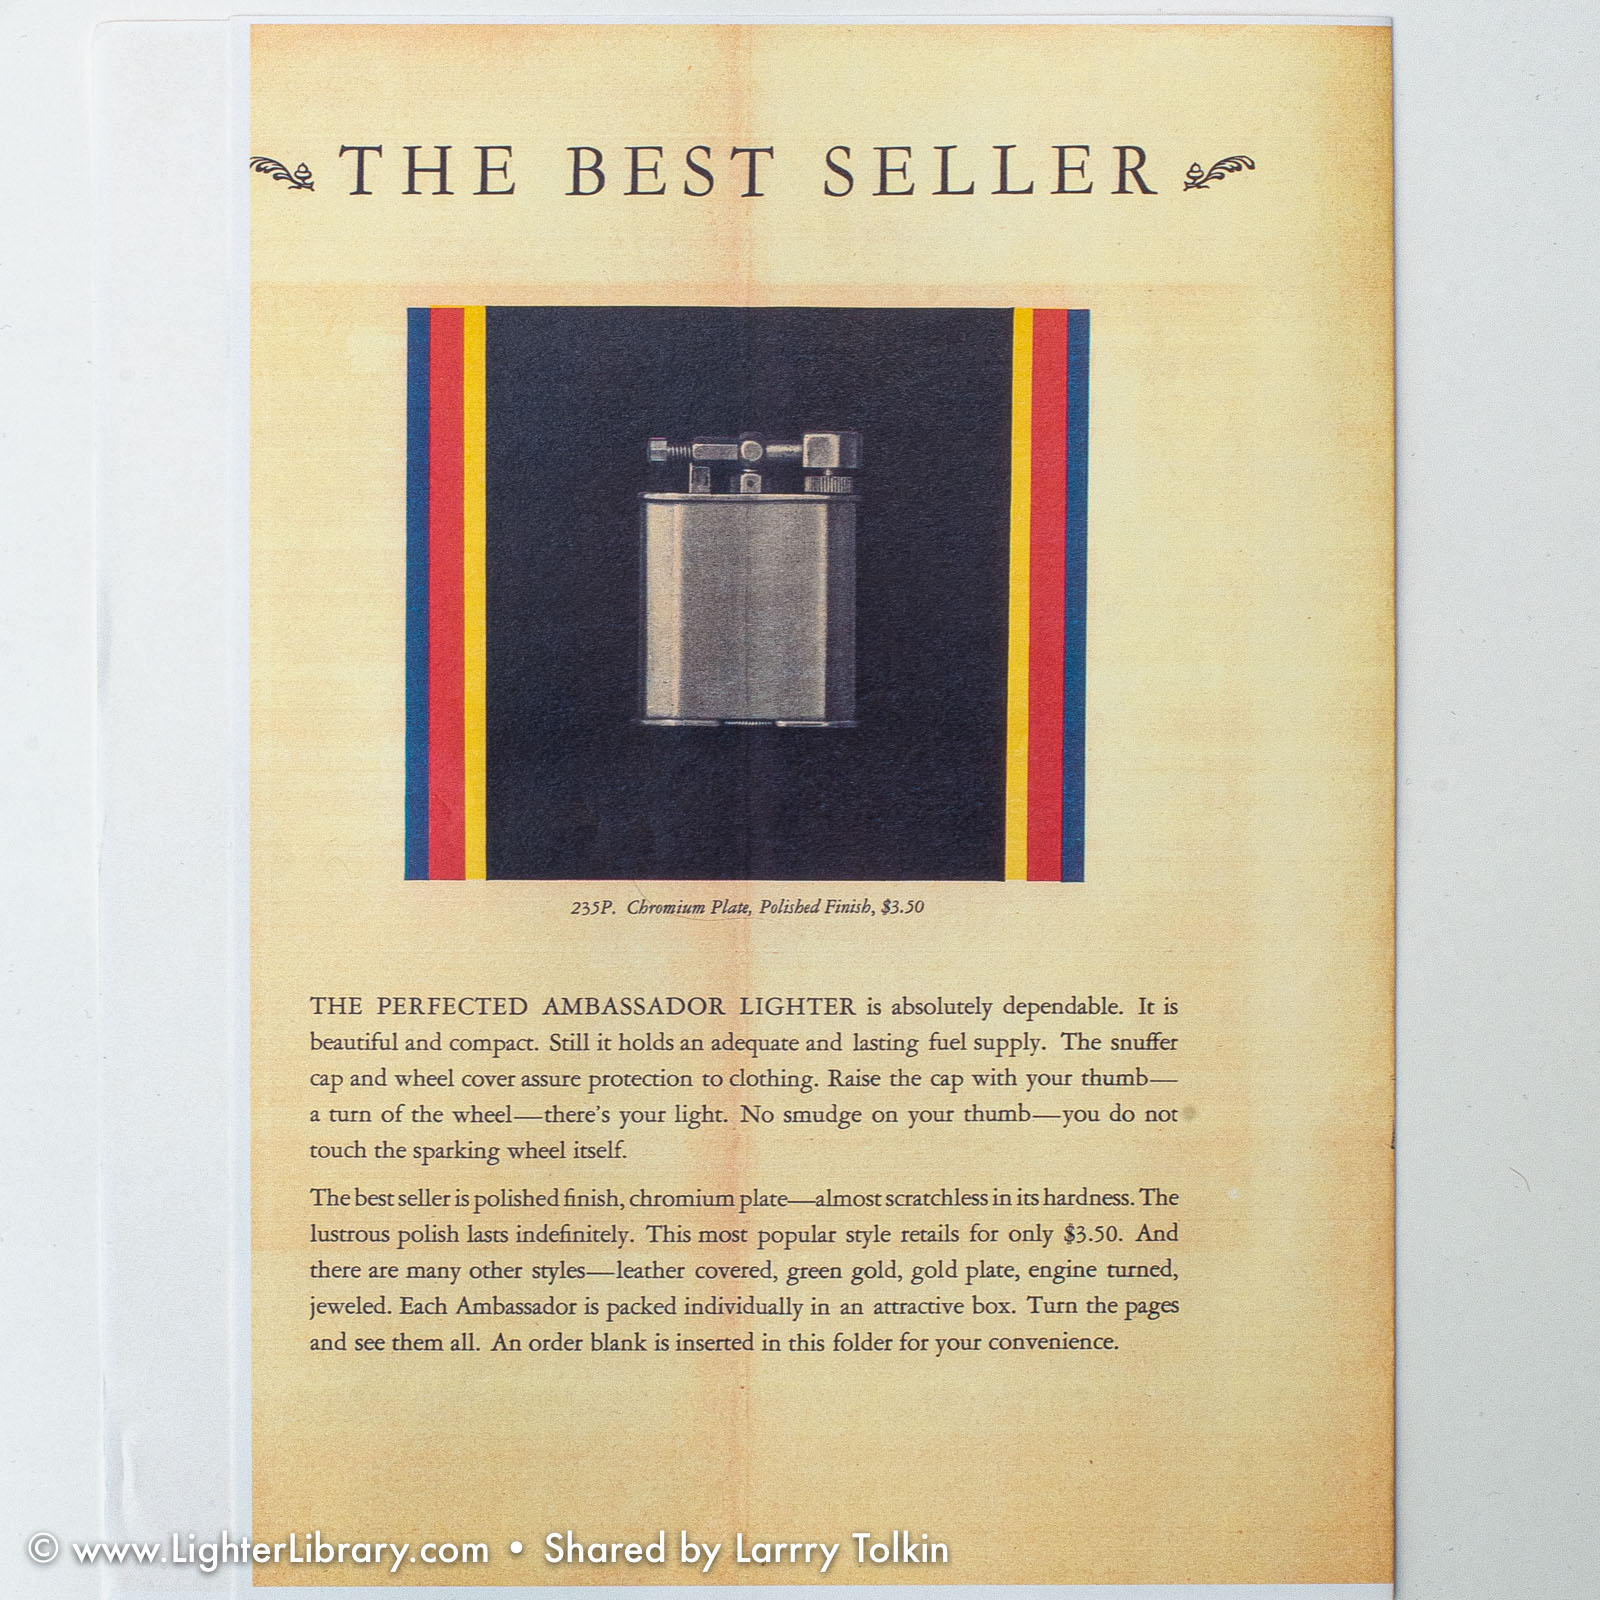 THE BEST SELLER
235P. Chromium Plate, Polished Finish, $3.50
THE PERFECTED AMBASSADOR LIGHTER is absolutely dependable. It is
beautiful and compact. Still it holds an adequate and lasting fuel supply. The snuffer
cap and wheel cover assure protection to clothing. Raise the cap with your thumb—
a turn of the wheel—there's your light. No smudge on your thumb—you do not
touch the sparking wheel itself.
The best seller is polished finish, chromium plate—almost scratchless in its hardness. The
lustrous polish lasts indefinitely. This most popular style retails for only $3.50. And
there are many other styles—leather covered, green gold, gold plate, engine turned,
jeweled. Each Ambassador is packed individually in an attractive box. Turn the pages
and see them all. An order blank is inserted in this folder for your convenience.
© www.LighterLibrary.com • Shared by Larrry Tolkin